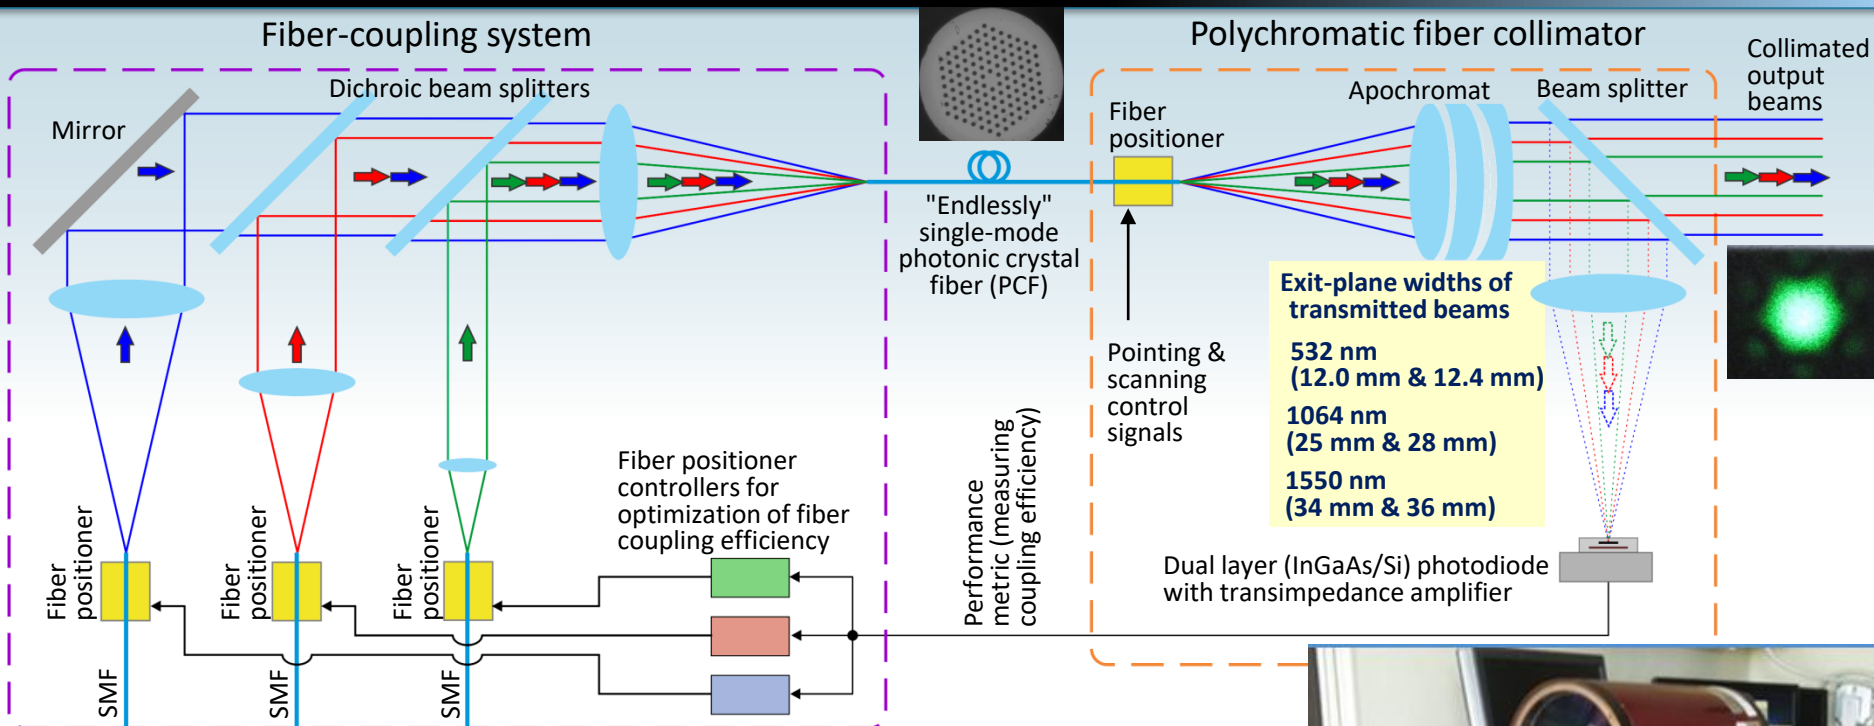 Fiber-coupling system
Polychromatic fiber collimator
Mirror
Dichroic beam splitters
"Endlessly"
single-mode
photonic crystal
fiber (PCF)
Fiber
positioner
Apochromat
Beam splitter
Collimated
output
beams
Pointing &
scanning
control
signals
Exit-plane widths of
transmitted beams
532 nm
(12.0 mm & 12.4 mm)
1064 nm
(25 mm & 28 mm)
1550 nm
(34 mm & 36 mm)
Fiber positioner
controllers for
optimization of fiber
coupling efficiency
Performance
metric (measuring
coupling efficiency)
Dual layer (InGaAs/Si) photodiode
with transimpedance amplifier
Fiber
positioner
Fiber
positioner
Fiber
positioner
SMF
SMF
SMF